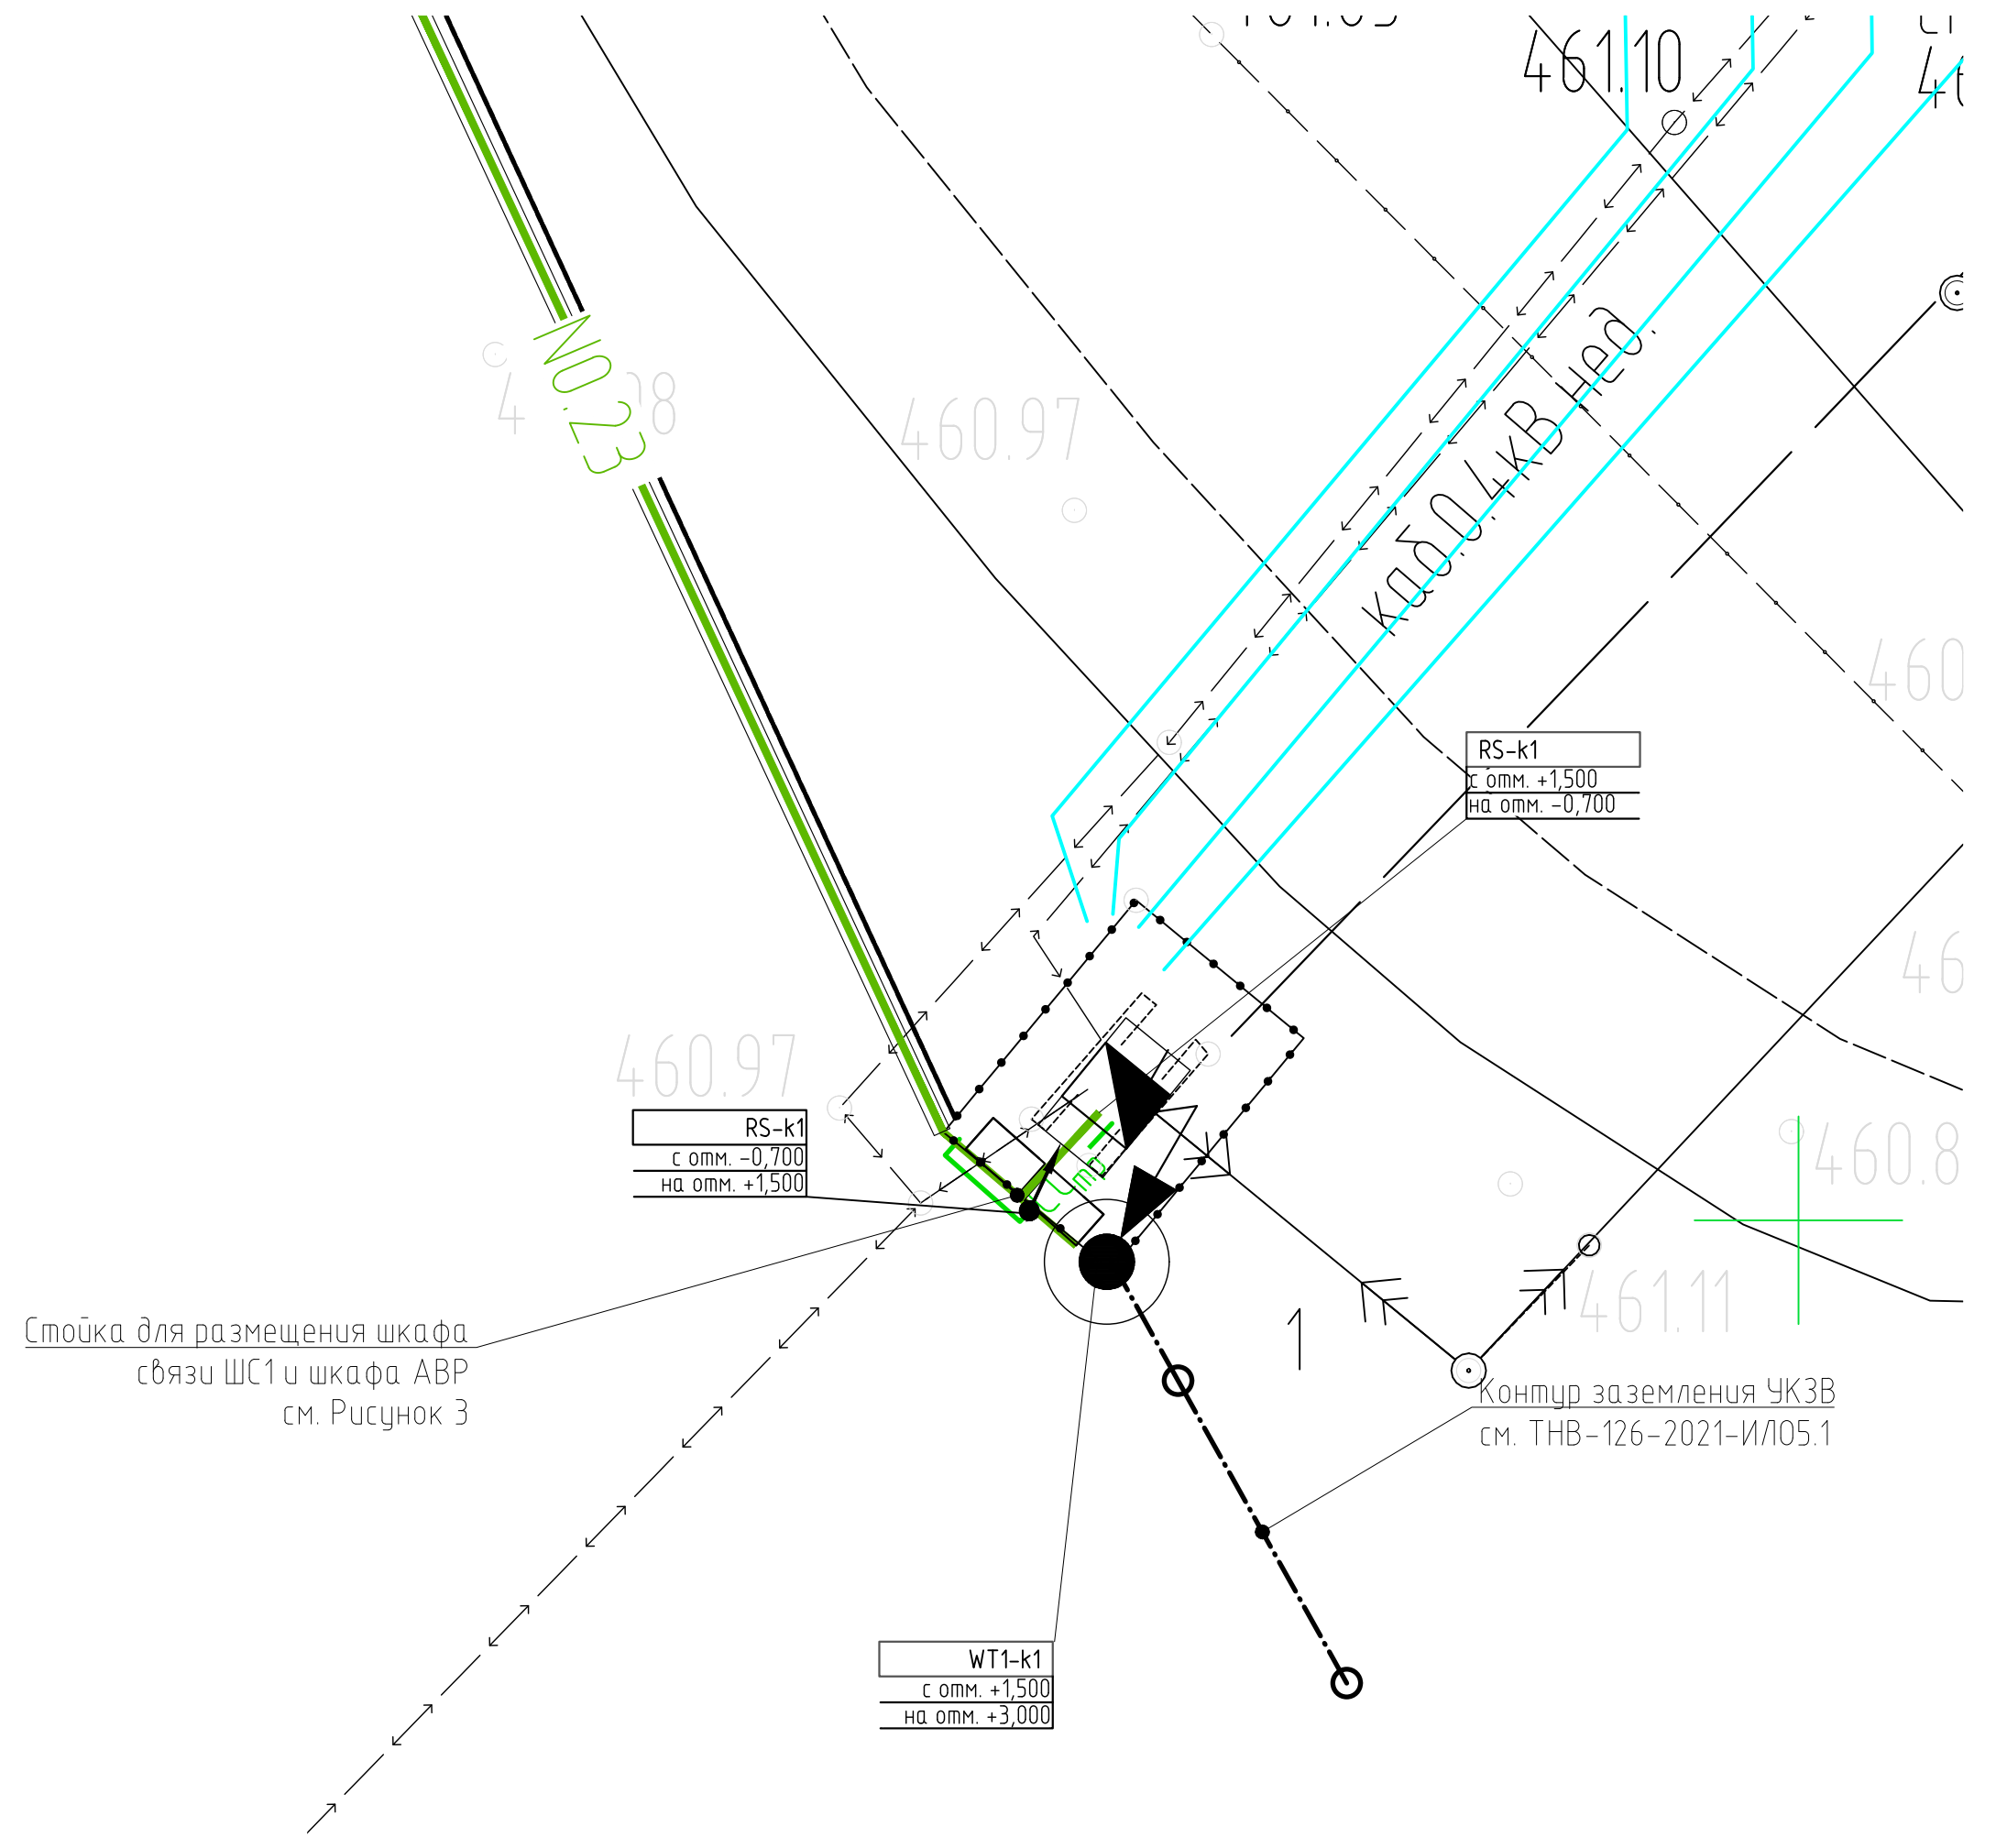 461.10
NO.23
460.97
каб.0,4кВ нед.
RS-k1
с отм. +1,500
на отм. -0,700
460.97
RS-k1
с отм. -0,700
на отм. +1,500
460.8
461.11
1
Стойка для размещения шкафа
связи ШС1 и шкафа АВР
см. Рисунок 3
Контур заземления УКЗВ
см. ТНВ-126-2021-ИЛО5.1
WT1-k1
с отм. +1,500
на отм. +3,000